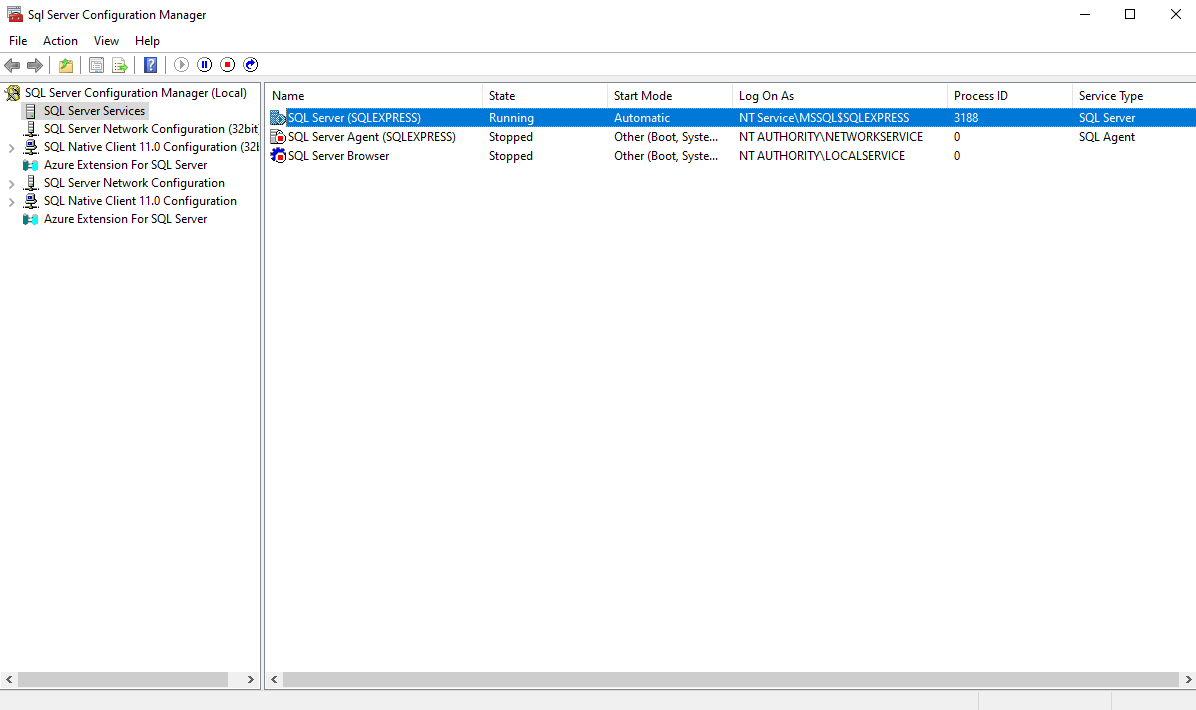 Sql Server Configuration Manager
File Action View Help
SQL Server Configuration Manager (Local)
SQL Server Services
SQL Server Network Configuration (32bit
SQL Native Client 11.0 Configuration (32b
Azure Extension For SQL Server
SQL Server Network Configuration
SQL Native Client 11.0 Configuration
Azure Extension For SQL Server
Name State Start Mode Log On As Process ID Service Type
SQL Server (SQLEXPRESS) Running Automatic NT Service\MSSQL$SQLEXPRESS 3188 SQL Server
SQL Server Agent (SQLEXPRESS) Stopped Other (Boot, Syste... NT AUTHORITY\NETWORKSERVICE 0 SQL Agent
SQL Server Browser Stopped Other (Boot, Syste... NT AUTHORITY\LOCALSERVICE 0